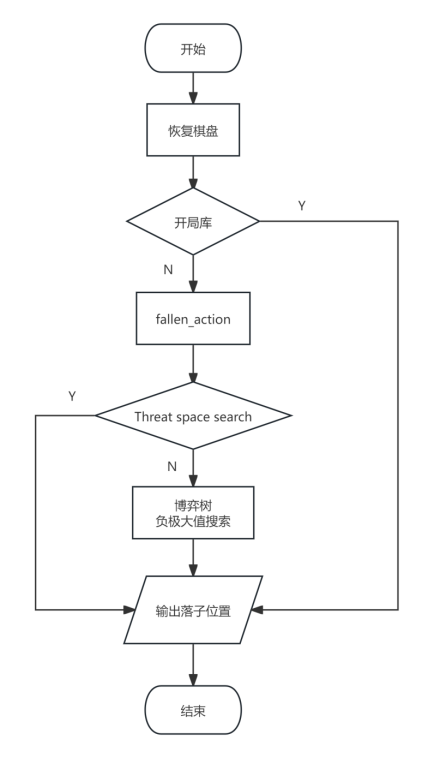 开始
恢复棋盘
开局库
Y
N
fallen_action
Y
Threat space search
N
博弈树
负极大值搜索
输出落子位置
结束